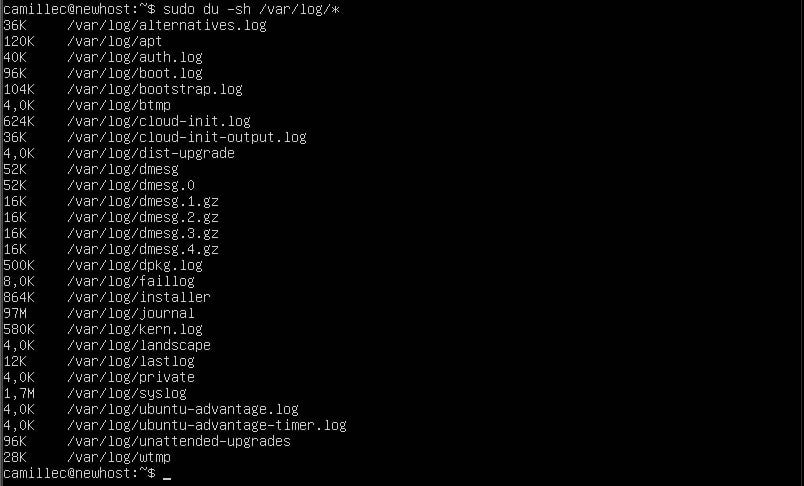 camillec@newhost:~$ sudo du -sh /var/log/*
36K /var/log/alternatives.log
120K /var/log/apt
40K /var/log/auth.log
96K /var/log/boot.log
104K /var/log/bootstrap.log
4,0K /var/log/btmp
624K /var/log/cloud-init.log
36K /var/log/cloud-init-output.log
4,0K /var/log/dist-upgrade
52K /var/log/dmesg
52K /var/log/dmesg.0
16K /var/log/dmesg.1.gz
16K /var/log/dmesg.2.gz
16K /var/log/dmesg.3.gz
16K /var/log/dmesg.4.gz
500K /var/log/dpkg.log
8,0K /var/log/faillog
864K /var/log/installer
97M /var/log/journal
580K /var/log/kern.log
4,0K /var/log/landscape
12K /var/log/lastlog
4,0K /var/log/private
1,7M /var/log/syslog
4,0K /var/log/ubuntu-advantage.log
4,0K /var/log/ubuntu-advantage-timer.log
96K /var/log/unattended-upgrades
28K /var/log/wtmp
camillec@newhost:~$ _